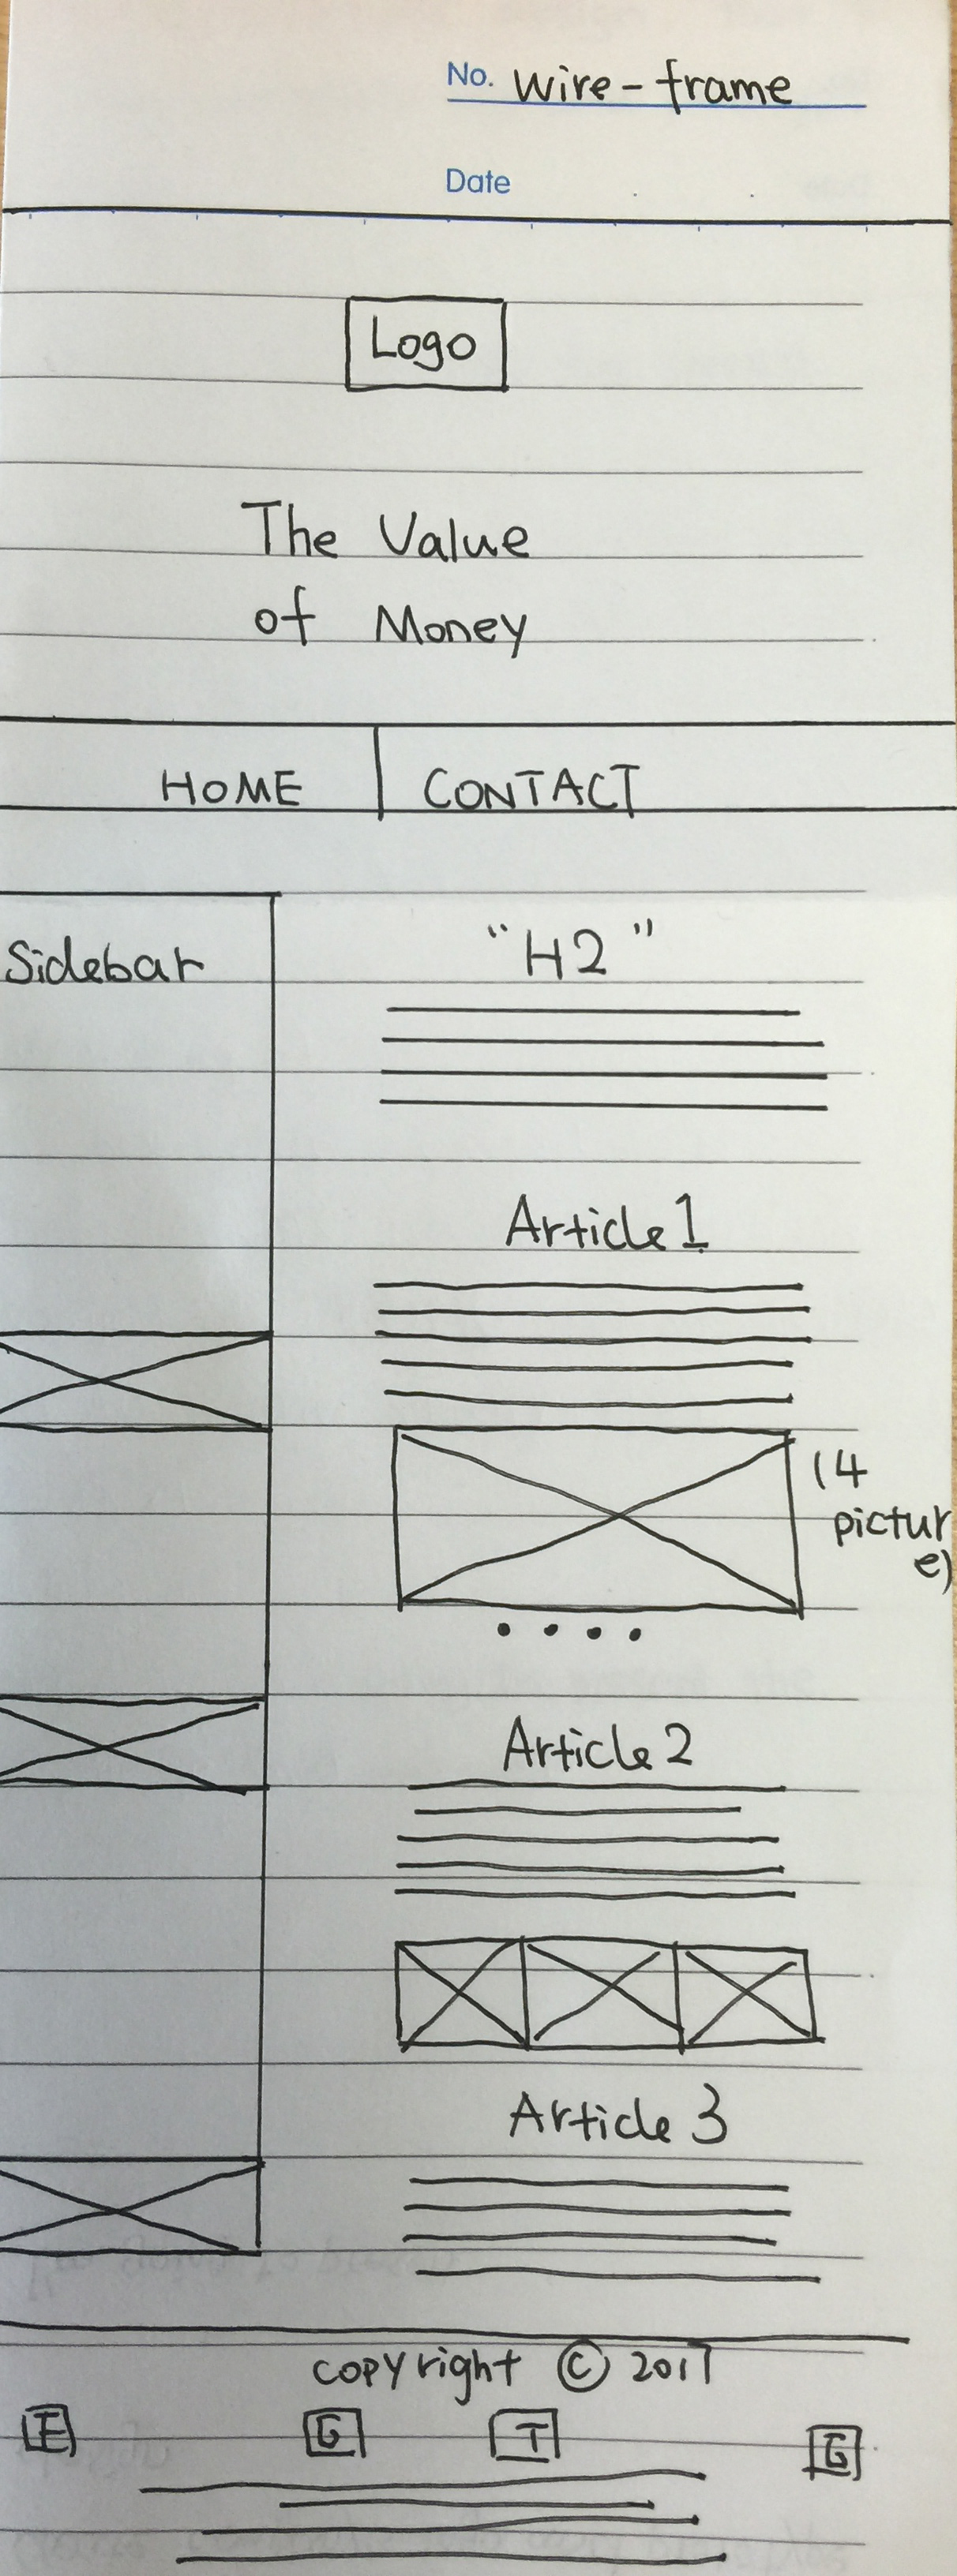 No. wire-frame
Date
Logo
The Value
of Money
HOME CONTACT
Sidebar
"H2"
Article 1
(4
pictur
e)
Article 2
Article 3
copyright © 2017
F G T G